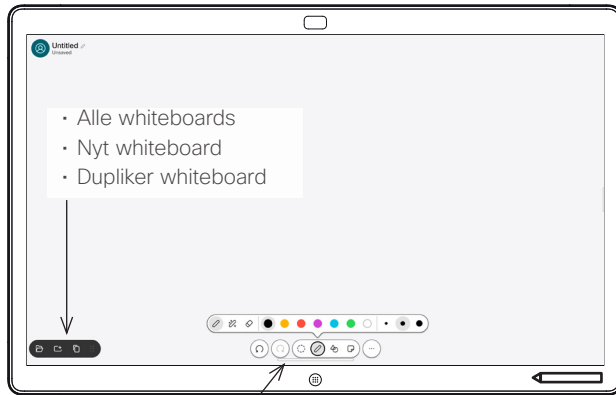 Untitled
Unsaved
· Alle whiteboards
· Nyt whiteboard
· Dupliker whiteboard